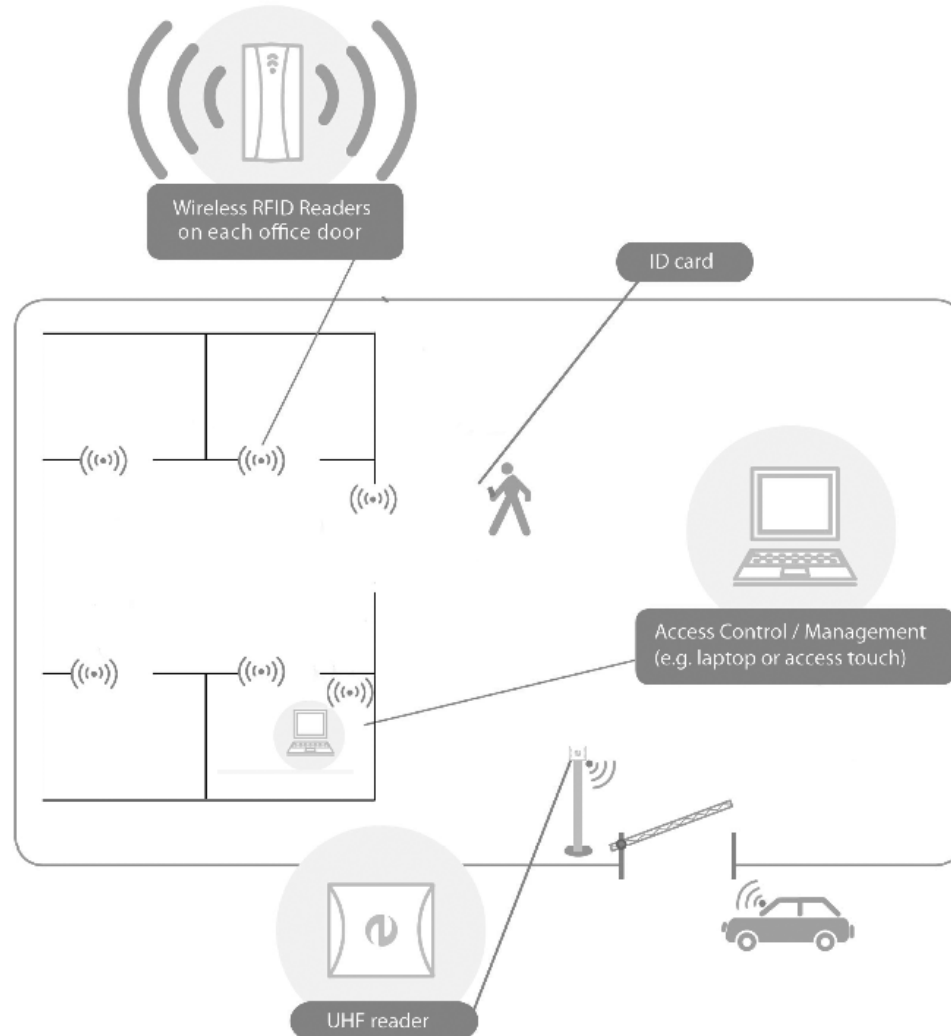 Wireless RFID Readers
on each office door
ID card
Access Control / Management
(e.g. laptop or access touch)
UHF reader